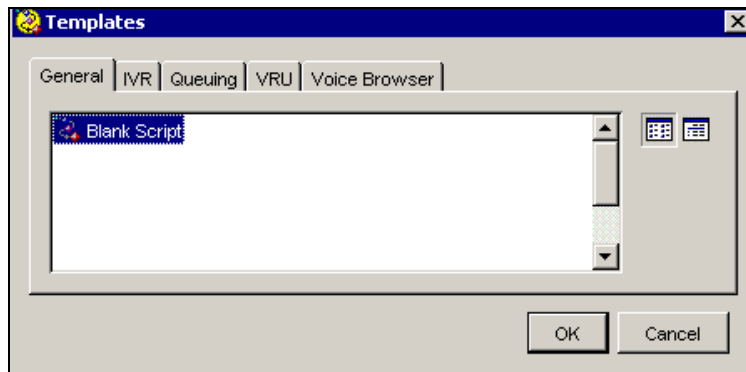 Templates
General IVR Queuing VRU Voice Browser
Blank Script
OK Cancel